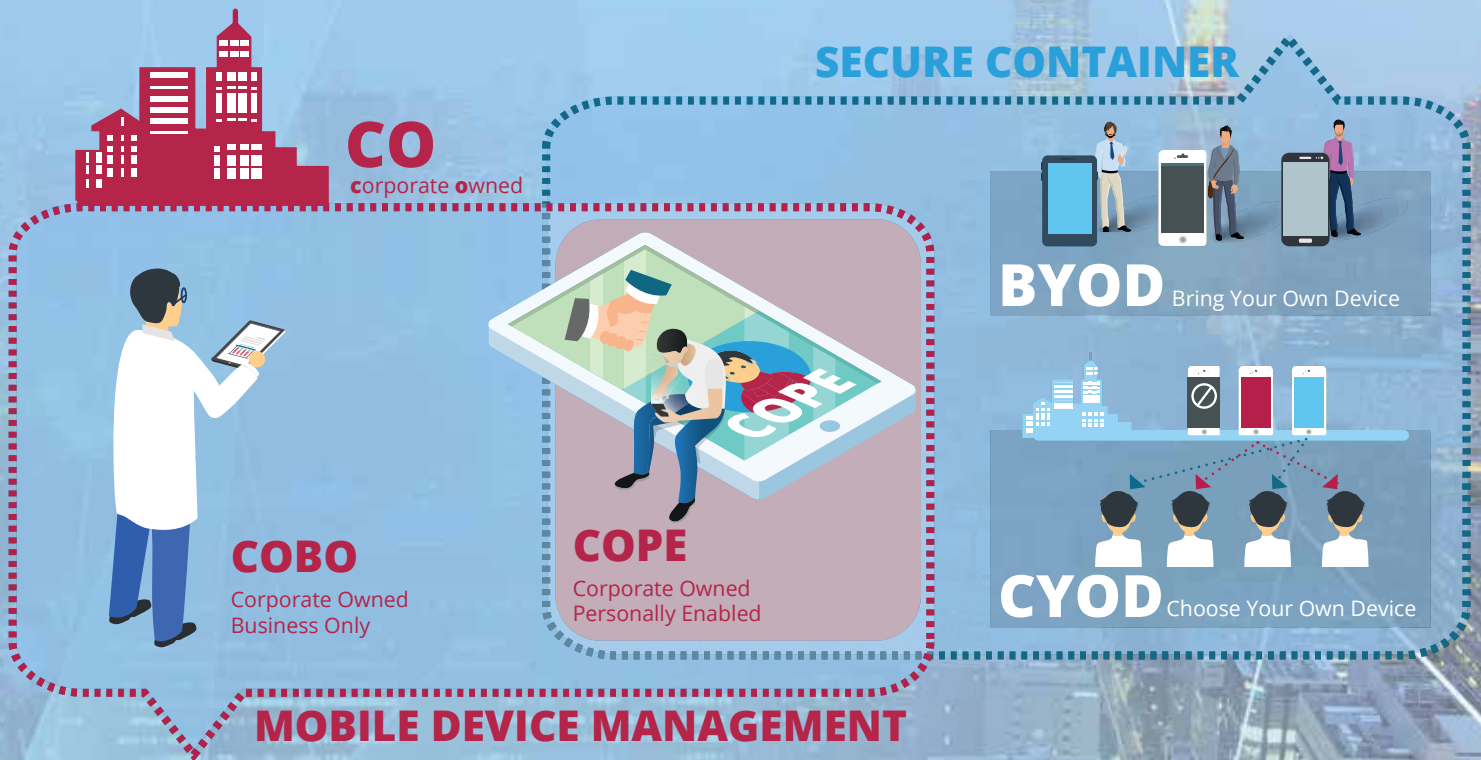 SECURE CONTAINER
CO
corporate owned
BYOD Bring Your Own Device
COPE
COBO
Corporate Owned
Business Only
COPE
Corporate Owned
Personally Enabled
CYOD Choose Your Own Device
MOBILE DEVICE MANAGEMENT